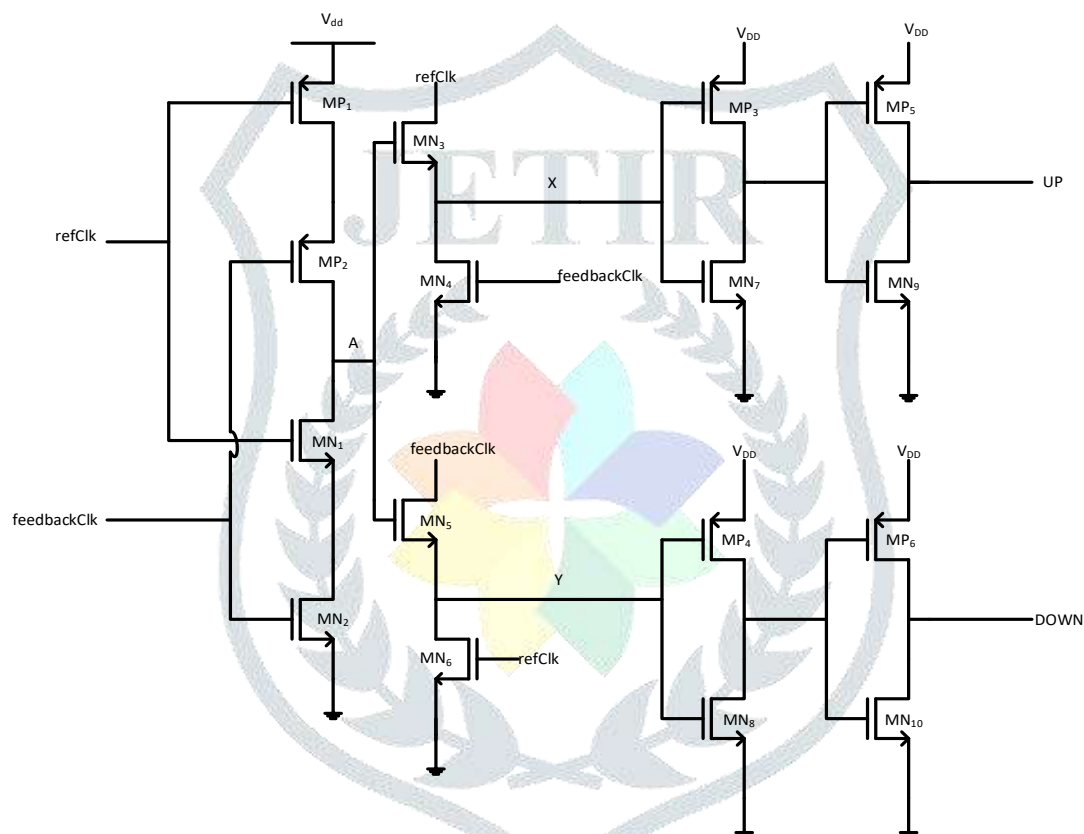 Vdd
VDD
VDD
refClk
MP1
MP3
MP5
MN3
JETIR
X
UP
refClk
MP2
MN4
feedbackClk
MN7
MN9
A
MN1
feedbackClk
VDD
VDD
feedbackClk
MN5
MP4
MP6
Y
MN2
DOWN
MN6
refClk
MN8
MN10